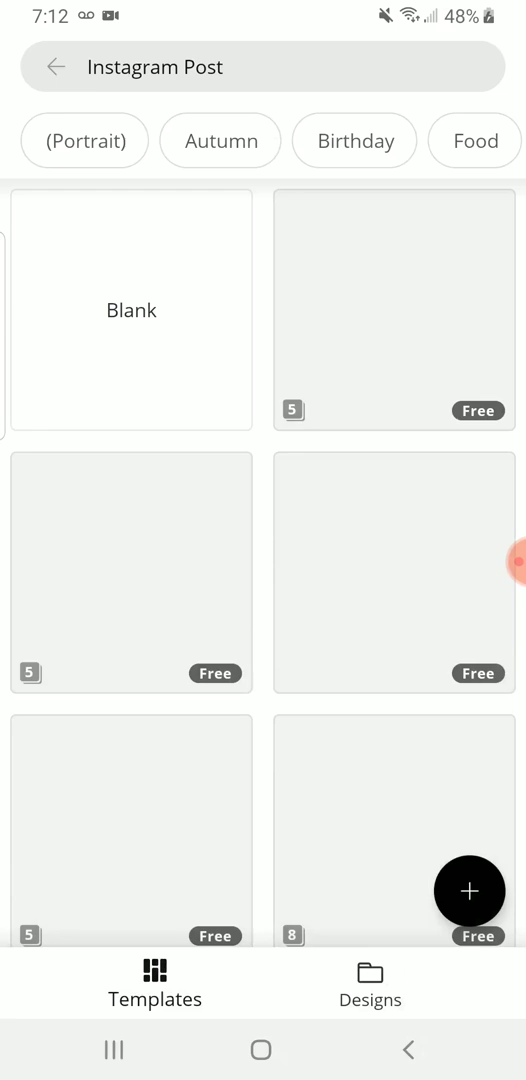 7:12 48%
Instagram Post
(Portrait) Autumn Birthday Food
Blank
5 Free
5 Free
Free
5 Free
8 Free
Templates Designs